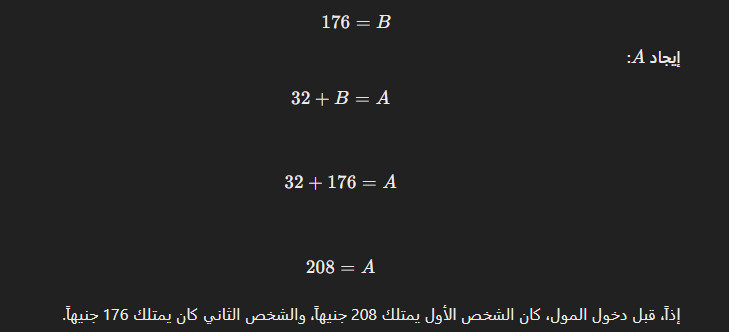 176 = B
إيجاد A:
32 + B = A
32 + 176 = A
208 = A
إذاً، قبل دخول المول، كان الشخص الأول يمتلك 208 جنيهاً، والشخص الثاني كان يمتلك 176 جنيهاً.